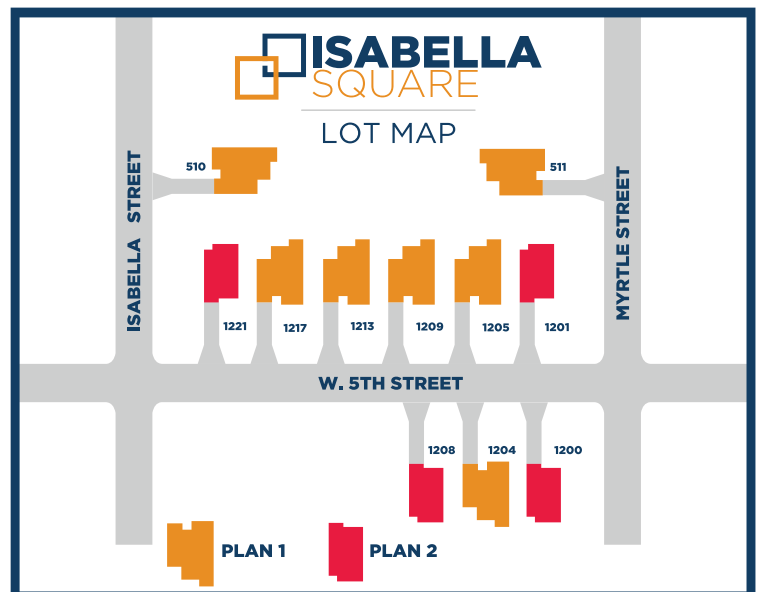 ISABELLA
SQUARE
LOT MAP
510
511
ISABELLA STREET
MYRTLE STREET
1221
1217
1213
1209
1205
1201
W. 5TH STREET
1208
1204
1200
PLAN 1
PLAN 2